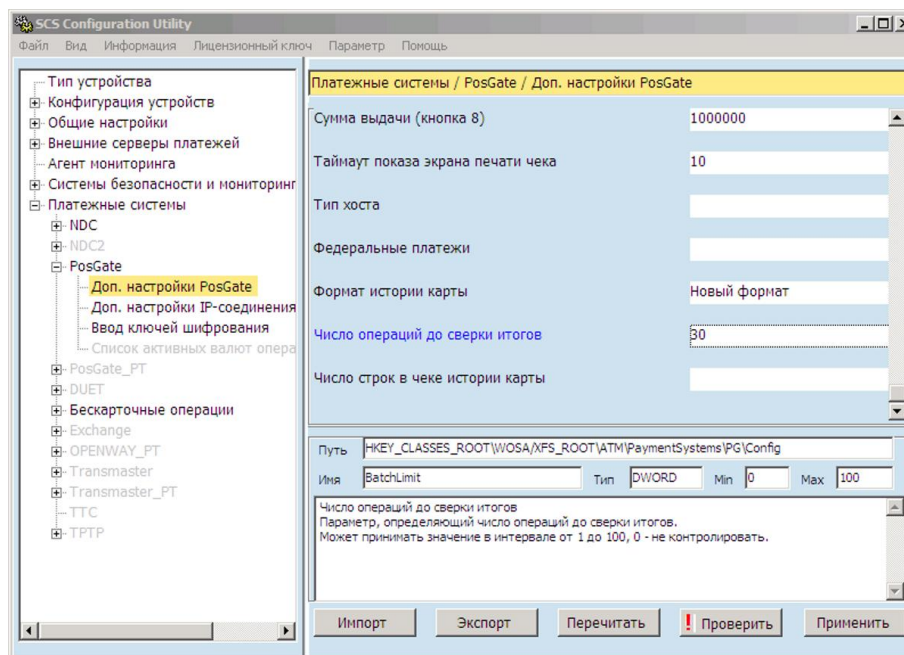 SCS Configuration Utility
Файл Вид Информация Лицензионный ключ Параметр Помощь
Тип устройства
Конфигурация устройств
Общие настройки
Внешние серверы платежей
Агент мониторинга
Системы безопасности и мониторинг
Платежные системы
NDC
NDC2
PosGate
Доп. настройки PosGate
Доп. настройки IP-соединения
Ввод ключей шифрования
Список активных валют опера
PosGate_PT
DUET
Бескарточные операции
Exchange
OPENWAY_PT
Transmaster
Transmaster_PT
TTC
TPTP
Платежные системы / PosGate / Доп. настройки PosGate
Сумма выдачи (кнопка 8) 1000000
Таймаут показа экрана печати чека 10
Тип хоста
Федеральные платежи
Формат истории карты Новый формат
Число операций до сверки итогов 30
Число строк в чеке истории карты
Путь HKEY_CLASSES_ROOT\WOSA/XFS_ROOT\ATM\PaymentSystems\PG\Config
Имя BatchLimit Тип DWORD Min 0 Max 100
Число операций до сверки итогов
Параметр, определяющий число операций до сверки итогов.
Может принимать значение в интервале от 1 до 100, 0 - не контролировать.
Импорт Экспорт Перечитать ! Проверить Применить